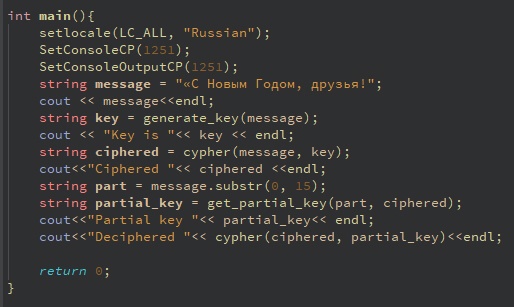 int main(){
setlocale(LC_ALL, "Russian");
SetConsoleCP(1251);
SetConsoleOutputCP(1251);
string message = "«С Новым Годом, друзья!";
cout << message<<endl;
string key = generate_key(message);
cout << "Key is "<< key << endl;
string ciphered = cypher(message, key);
cout<<"Ciphered "<< ciphered <<endl;
string part = message.substr(0, 15);
string partial_key = get_partial_key(part, ciphered);
cout<<"Partial key "<< partial_key<< endl;
cout<<"Deciphered "<< cypher(ciphered, partial_key)<<endl;
return 0;
}